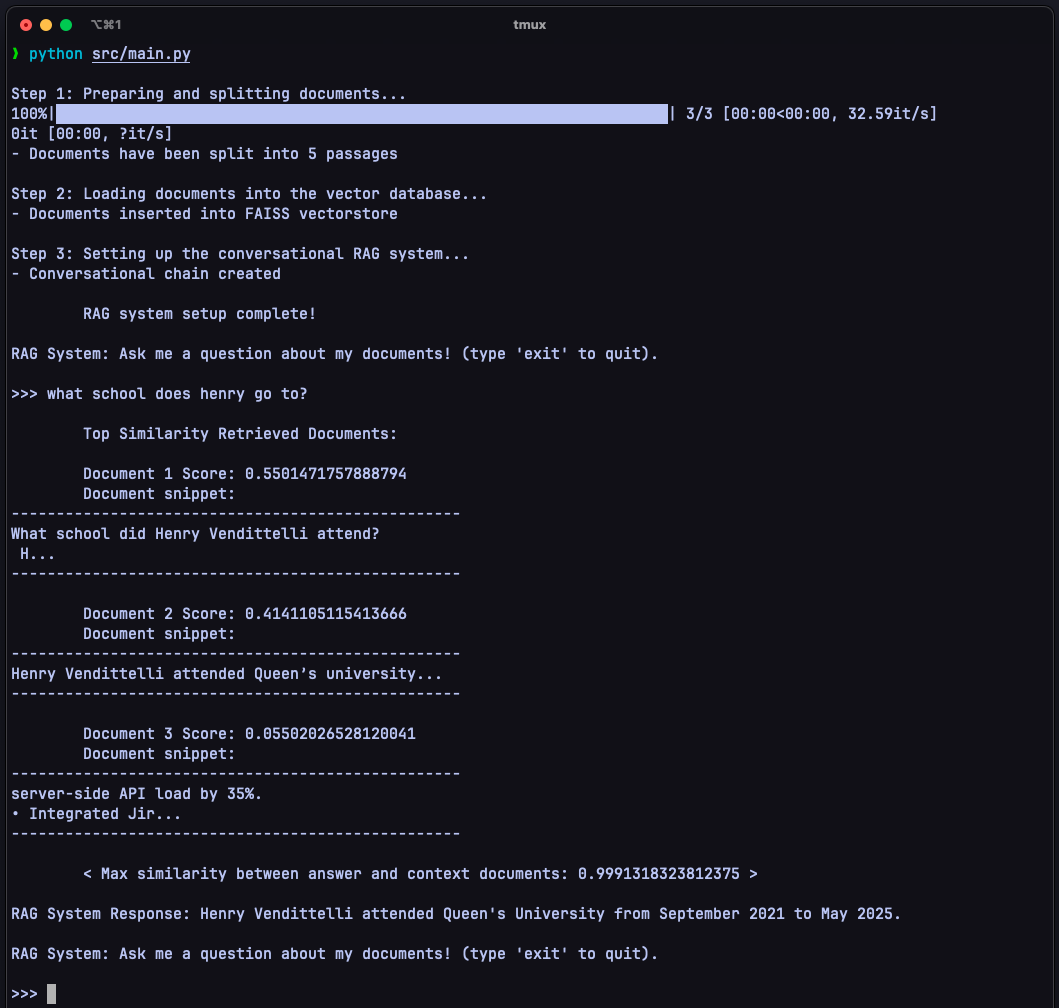 ⌥⌘1
tmux
❯ python src/main.py
Step 1: Preparing and splitting documents...
100%|██████████| 3/3 [00:00<00:00, 32.59it/s]
0it [00:00, ?it/s]
- Documents have been split into 5 passages
Step 2: Loading documents into the vector database...
- Documents inserted into FAISS vectorstore
Step 3: Setting up the conversational RAG system...
- Conversational chain created
RAG system setup complete!
RAG System: Ask me a question about my documents! (type 'exit' to quit).
>>> what school does henry go to?
Top Similarity Retrieved Documents:
Document 1 Score: 0.5501471757888794
Document snippet:
--------------------------------------------------
What school did Henry Vendittelli attend?
H...
--------------------------------------------------
Document 2 Score: 0.4141105115413666
Document snippet:
--------------------------------------------------
Henry Vendittelli attended Queen’s university...
--------------------------------------------------
Document 3 Score: 0.05502026528120041
Document snippet:
--------------------------------------------------
server-side API load by 35%.
• Integrated Jir...
--------------------------------------------------
< Max similarity between answer and context documents: 0.9991318323812375 >
RAG System Response: Henry Vendittelli attended Queen's University from September 2021 to May 2025.
RAG System: Ask me a question about my documents! (type 'exit' to quit).
>>>